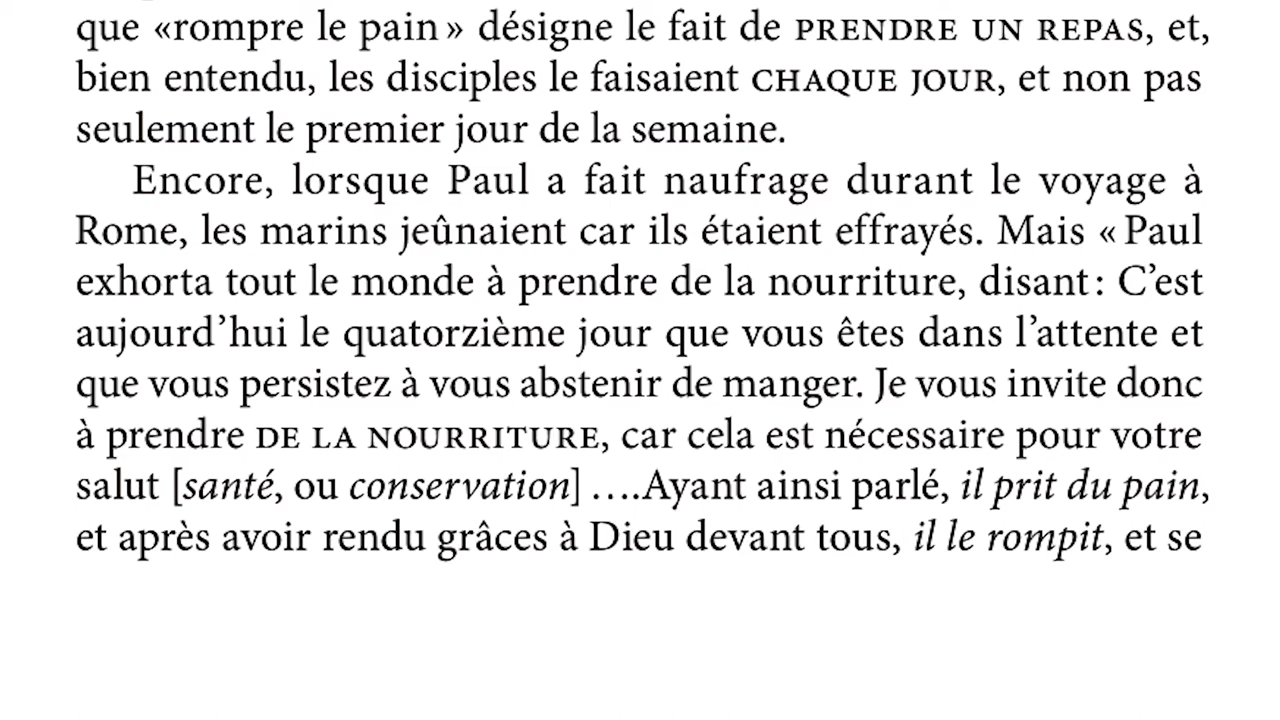 que «rompre le pain» désigne le fait de PRENDRE UN REPAS, et,
bien entendu, les disciples le faisaient CHAQUE JOUR, et non pas
seulement le premier jour de la semaine.
Encore, lorsque Paul a fait naufrage durant le voyage à
Rome, les marins jeûnaient car ils étaient effrayés. Mais « Paul
exhorta tout le monde à prendre de la nourriture, disant : C’est
aujourd’hui le quatorzième jour que vous êtes dans l’attente et
que vous persistez à vous abstenir de manger. Je vous invite donc
à prendre DE LA NOURRITURE, car cela est nécessaire pour votre
salut [santé, ou conservation] ….Ayant ainsi parlé, il prit du pain,
et après avoir rendu grâces à Dieu devant tous, il le rompit, et se